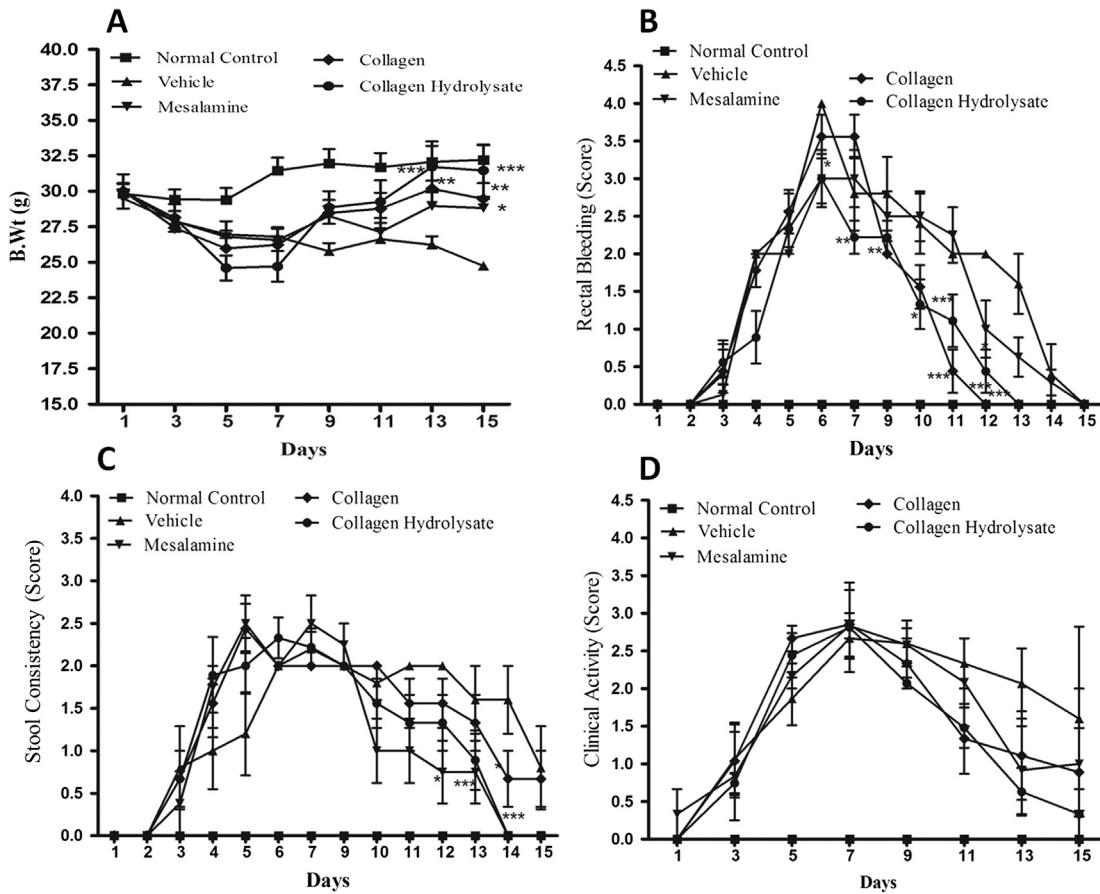 A
Normal Control
Vehicle
Mesalamine
Collagen
Collagen Hydrolysate
B.Wt (g)
40.0
37.5
35.0
32.5
30.0
27.5
25.0
22.5
20.0
17.5
15.0
***
**
***
**
*
1 3 5 7 9 11 13 15
Days
B
Normal Control
Vehicle
Mesalamine
Collagen
Collagen Hydrolysate
Rectal Bleeding (Score)
4.5
4.0
3.5
3.0
2.5
2.0
1.5
1.0
0.5
0.0
*
**
**
*
***
*
***
***
***
1 2 3 4 5 6 7 9 10 11 12 13 14 15
Days
C
Normal Control
Vehicle
Mesalamine
Collagen
Collagen Hydrolysate
Stool Consistency (Score)
4.0
3.5
3.0
2.5
2.0
1.5
1.0
0.5
0.0
*
***
*
***
1 2 3 4 5 6 7 9 10 11 12 13 14 15
Days
D
Normal Control
Vehicle
Mesalamine
Collagen
Collagen Hydrolysate
Clinical Activity (Score)
4.5
4.0
3.5
3.0
2.5
2.0
1.5
1.0
0.5
0.0
1 3 5 7 9 11 13 15
Days